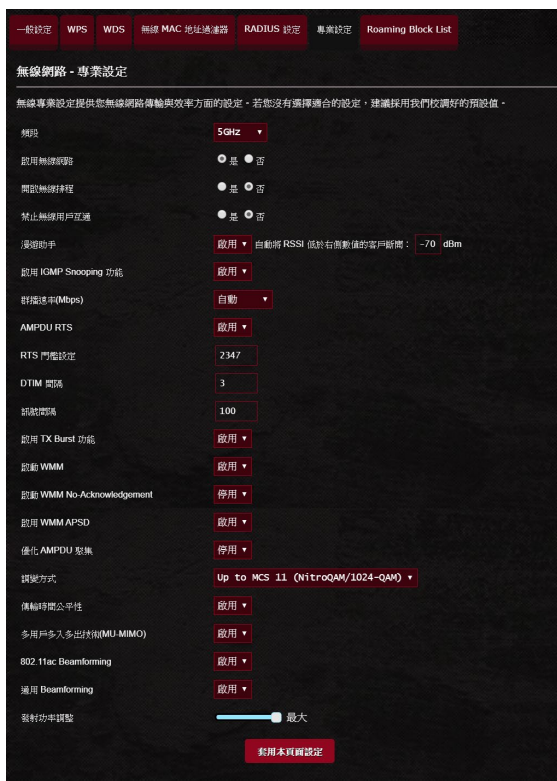 一般設定 WPS WDS 無線 MAC 地址過濾器 RADIUS 設定 專業設定 Roaming Block List
無線網路 - 專業設定
無線專業設定提供您無線網路傳輸與效率方面的設定。若您沒有選擇適合的設定，建議採用我們校調好的預設值。
頻段 5GHz
啟用無線網路 是 否
開啟無線排程 是 否
禁止無線用戶互通 是 否
漫遊助手 啟用 自動將 RSSI 低於右側數值的客戶斷開： -70 dBm
啟用 IGMP Snooping 功能 啟用
群播速率(Mbps) 自動
AMPDU RTS 啟用
RTS 門檻設定 2347
DTIM 間隔 3
訊號間隔 100
啟用 TX Burst 功能 啟用
啟動 WMM 啟用
啟動 WMM No-Acknowledgement 停用
啟用 WMM APSD 啟用
優化 AMPDU 聚集 停用
調變方式 Up to MCS 11 (NitroQAM/1024-QAM)
傳輸時間公平性 啟用
多用戶多入多出技術(MU-MIMO) 啟用
802.11ac Beamforming 啟用
通用 Beamforming 啟用
發射功率調整 最大
套用本頁面設定